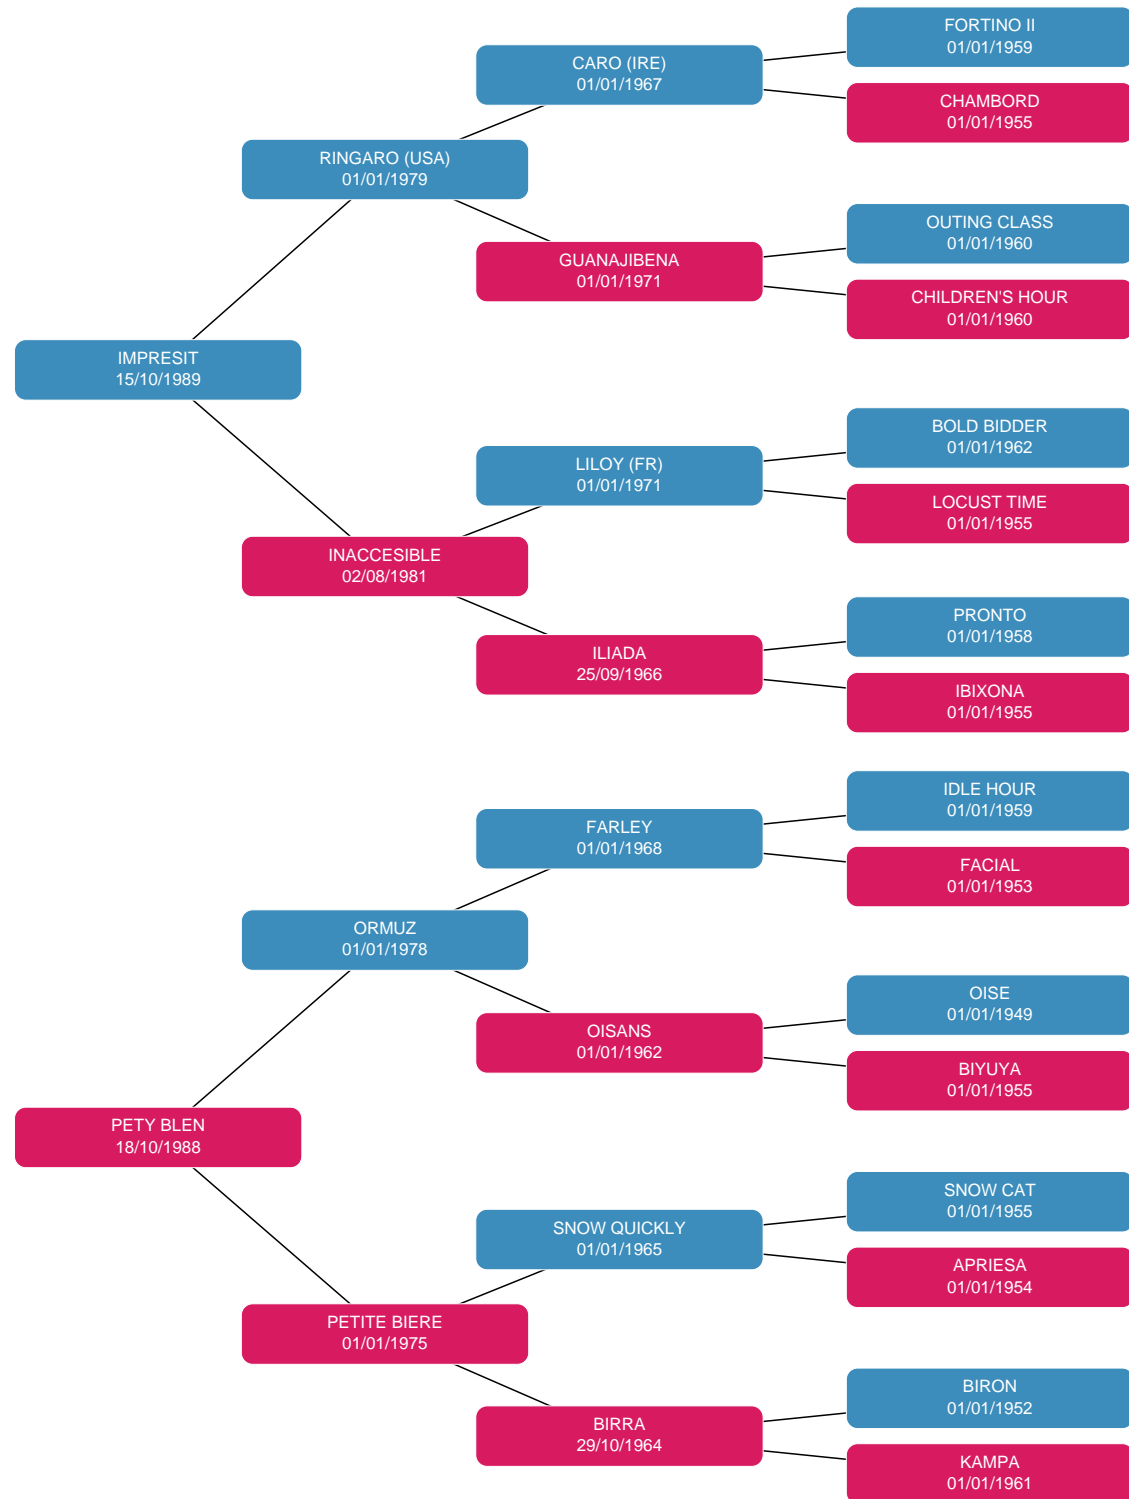 FORTINO II
01/01/1959
CARO (IRE)
01/01/1967
CHAMBORD
01/01/1955
RINGARO (USA)
01/01/1979
OUTING CLASS
01/01/1960
GUANAJIBENA
01/01/1971
CHILDREN'S HOUR
01/01/1960
IMPRESIT
15/10/1989
BOLD BIDDER
01/01/1962
LILOY (FR)
01/01/1971
LOCUST TIME
01/01/1955
INACCESIBLE
02/08/1981
PRONTO
01/01/1958
ILIADA
25/09/1966
IBIXONA
01/01/1955
IDLE HOUR
01/01/1959
FARLEY
01/01/1968
FACIAL
01/01/1953
ORMUZ
01/01/1978
OISE
01/01/1949
OISANS
01/01/1962
BIYUYA
01/01/1955
PETY BLEN
18/10/1988
SNOW CAT
01/01/1955
SNOW QUICKLY
01/01/1965
APRIESA
01/01/1954
PETITE BIERE
01/01/1975
BIRON
01/01/1952
BIRRA
29/10/1964
KAMPA
01/01/1961